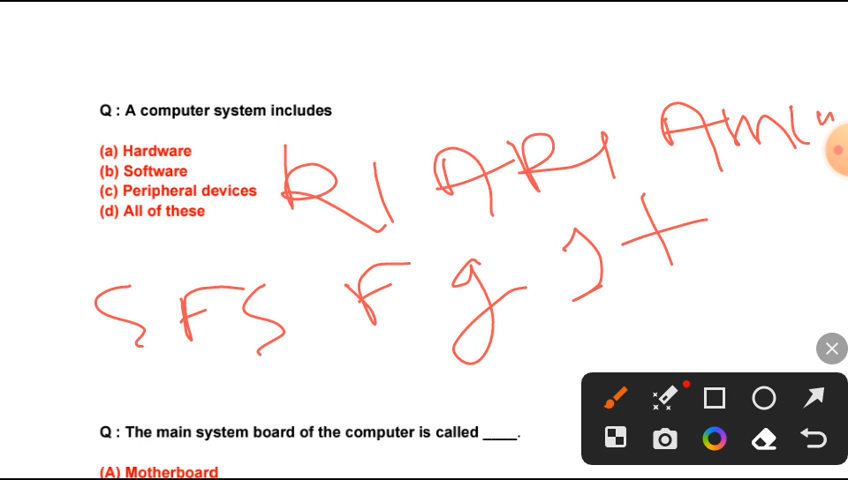 Q : A computer system includes
(a) Hardware
(b) Software
(c) Peripheral devices
(d) All of these
SFS F g
Q : The main system board of the computer is called ____.
(A) Motherboard